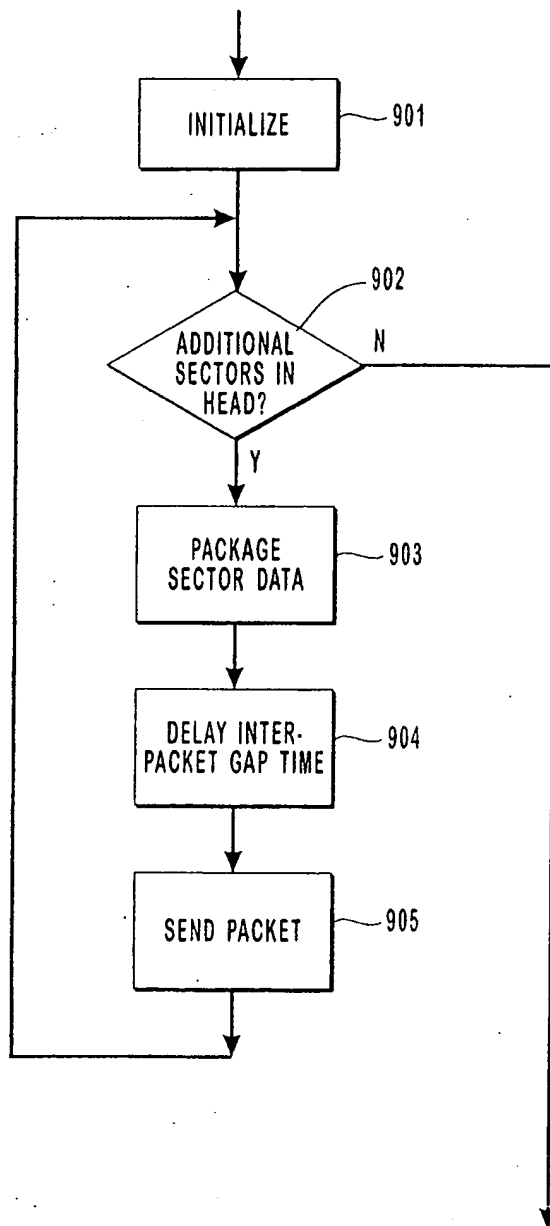 INITIALIZE
901
902
ADDITIONAL
SECTORS IN
HEAD?
N
Y
PACKAGE
SECTOR DATA
903
DELAY INTER-
PACKET GAP TIME
904
SEND PACKET
905